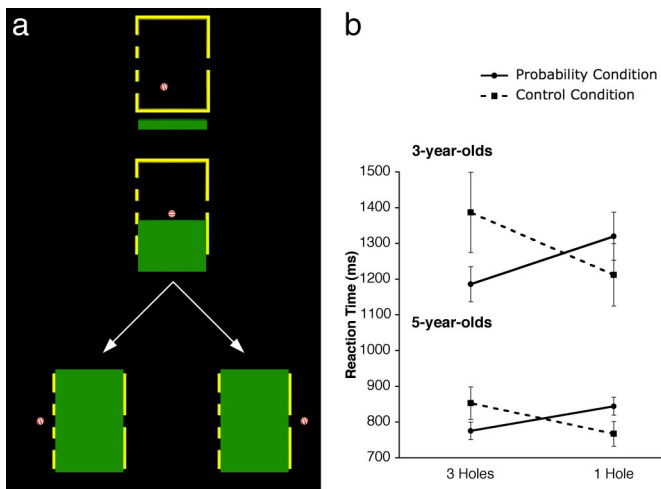 a
b
Probability Condition
Control Condition
3-year-olds
1500
1400
1300
1200
1100
5-year-olds
1000
900
800
700
Reaction Time (ms)
3 Holes
1 Hole